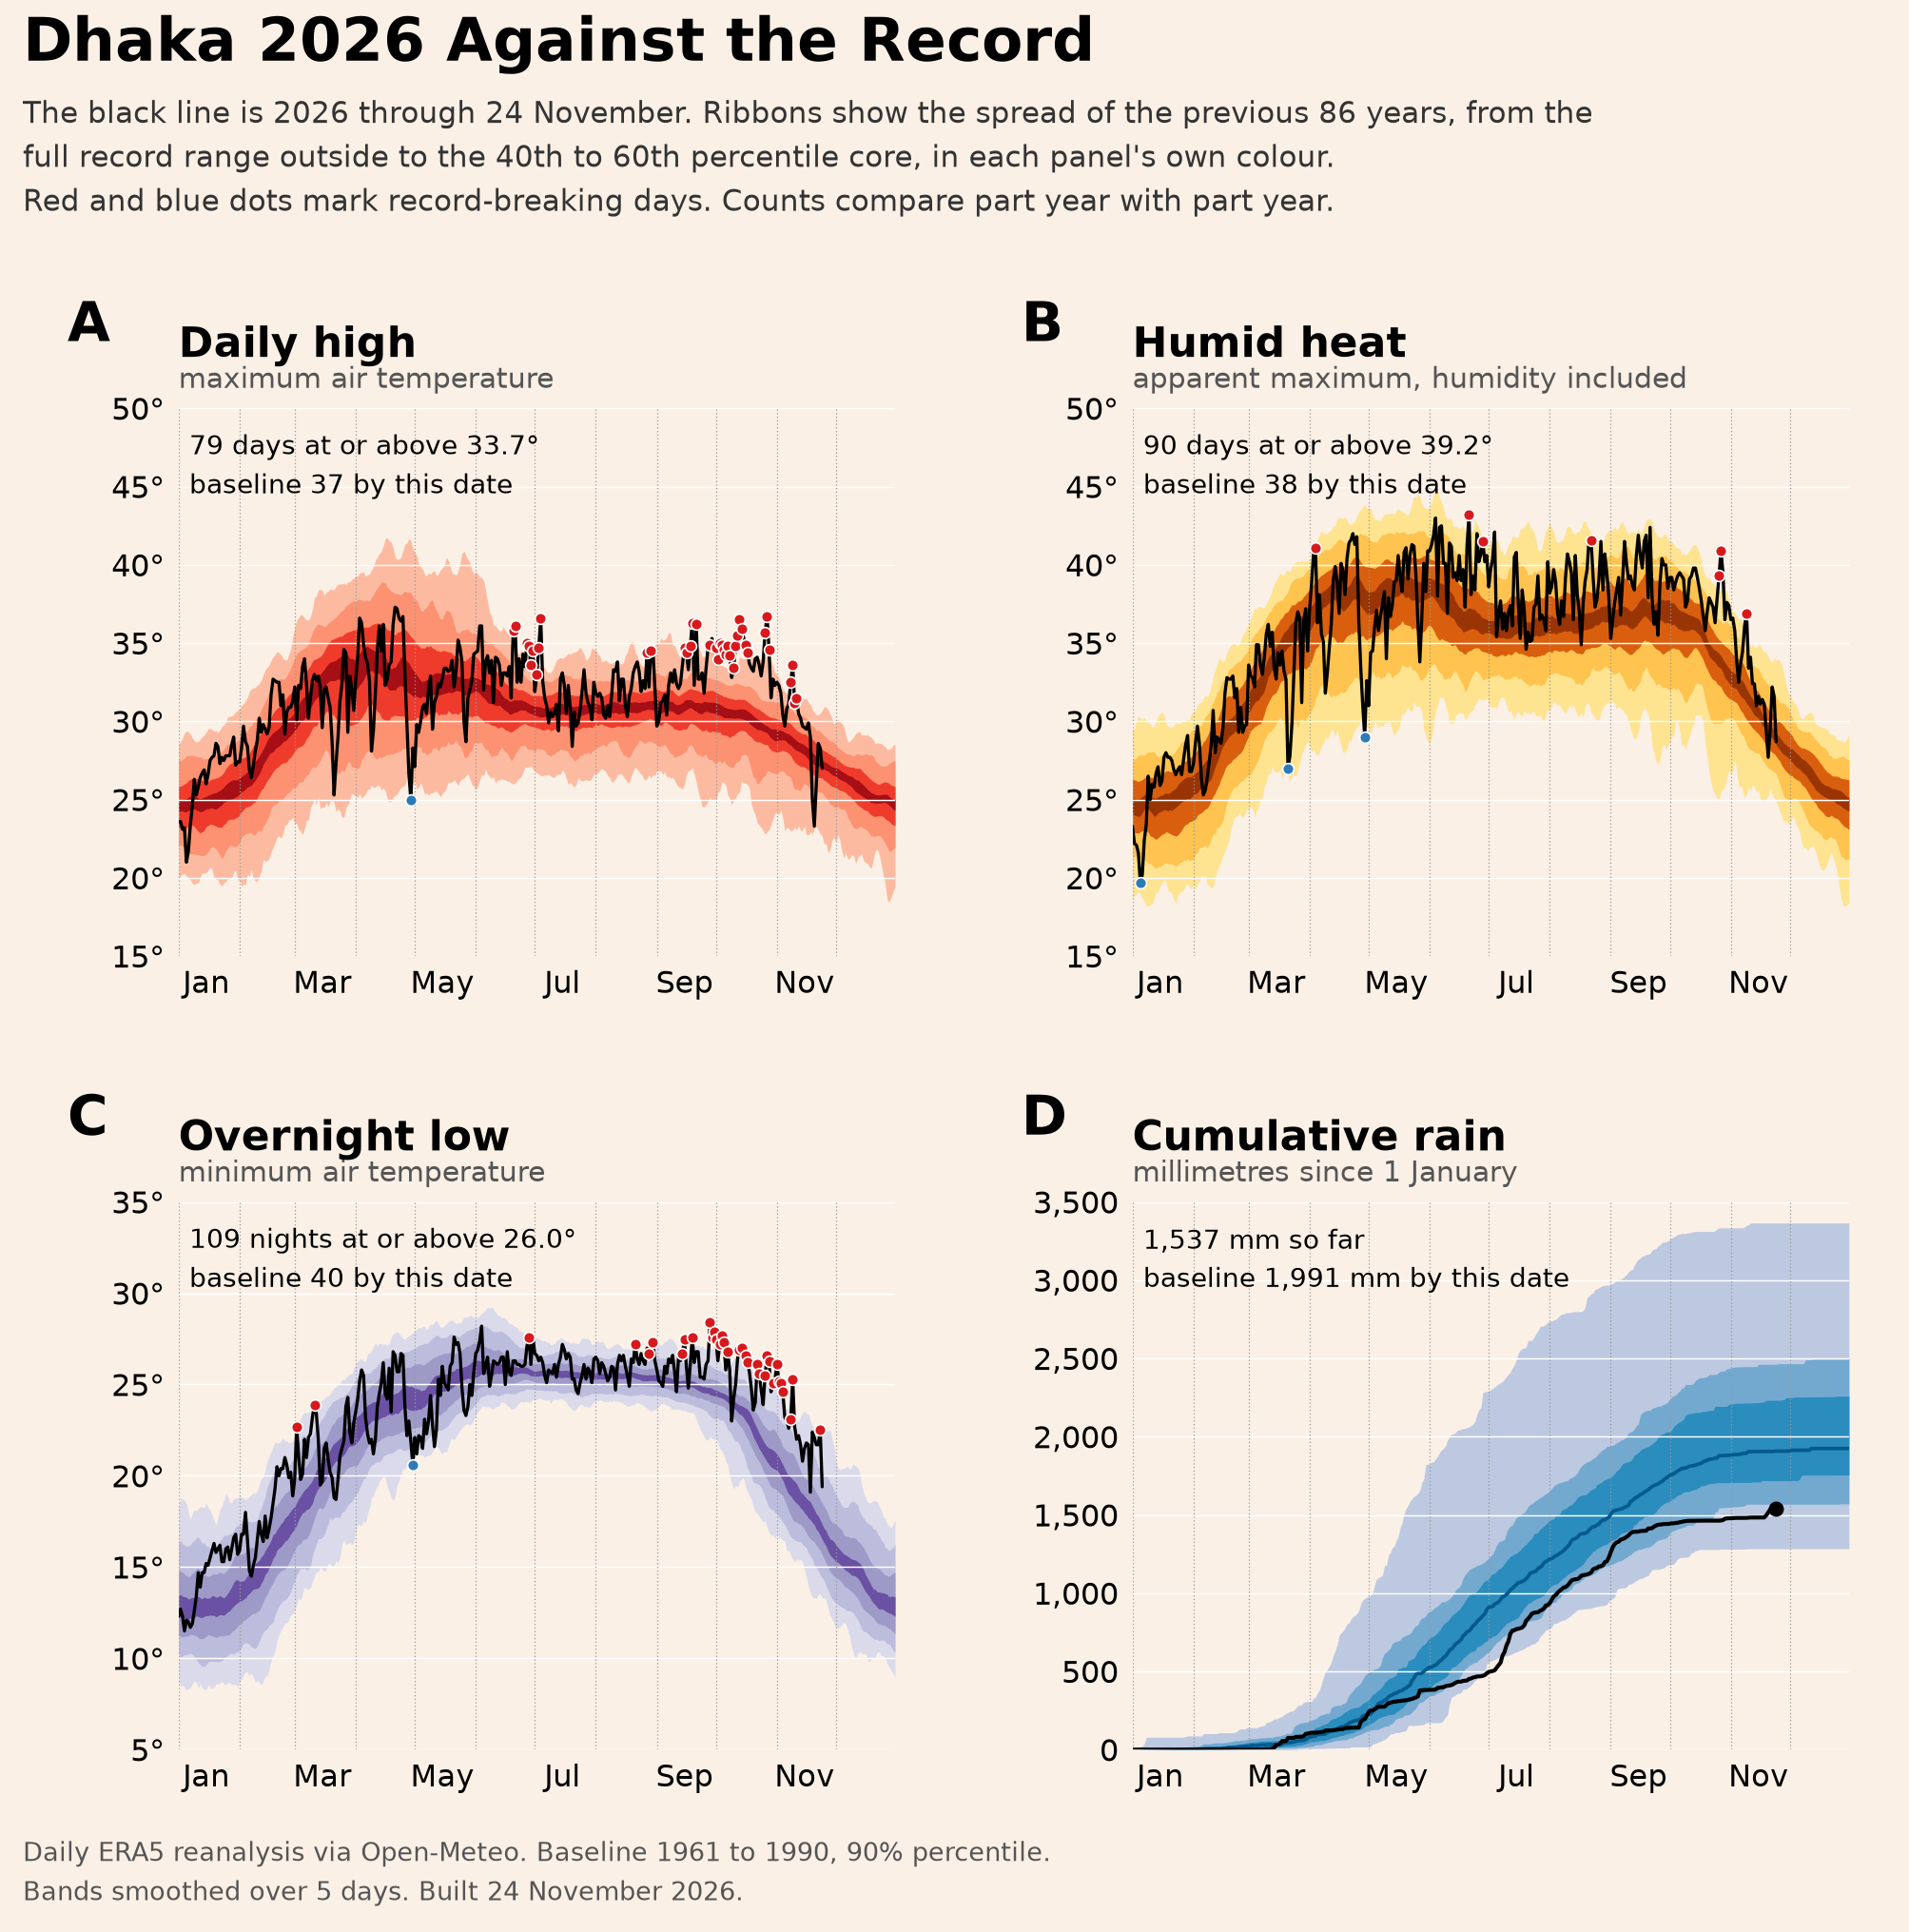 Dhaka 2026 Against the Record
The black line is 2026 through 24 November. Ribbons show the spread of the previous 86 years, from the
full record range outside to the 40th to 60th percentile core, in each panel's own colour.
Red and blue dots mark record-breaking days. Counts compare part year with part year.
A
Daily high
maximum air temperature
50°
45°
40°
35°
30°
25°
20°
15°
79 days at or above 33.7°
baseline 37 by this date
Jan Mar May Jul Sep Nov
B
Humid heat
apparent maximum, humidity included
50°
45°
40°
35°
30°
25°
20°
15°
90 days at or above 39.2°
baseline 38 by this date
Jan Mar May Jul Sep Nov
C
Overnight low
minimum air temperature
35°
30°
25°
20°
15°
10°
5°
109 nights at or above 26.0°
baseline 40 by this date
Jan Mar May Jul Sep Nov
D
Cumulative rain
millimetres since 1 January
3,500
3,000
2,500
2,000
1,500
1,000
500
0
1,537 mm so far
baseline 1,991 mm by this date
Jan Mar May Jul Sep Nov
Daily ERA5 reanalysis via Open-Meteo. Baseline 1961 to 1990, 90% percentile.
Bands smoothed over 5 days. Built 24 November 2026.